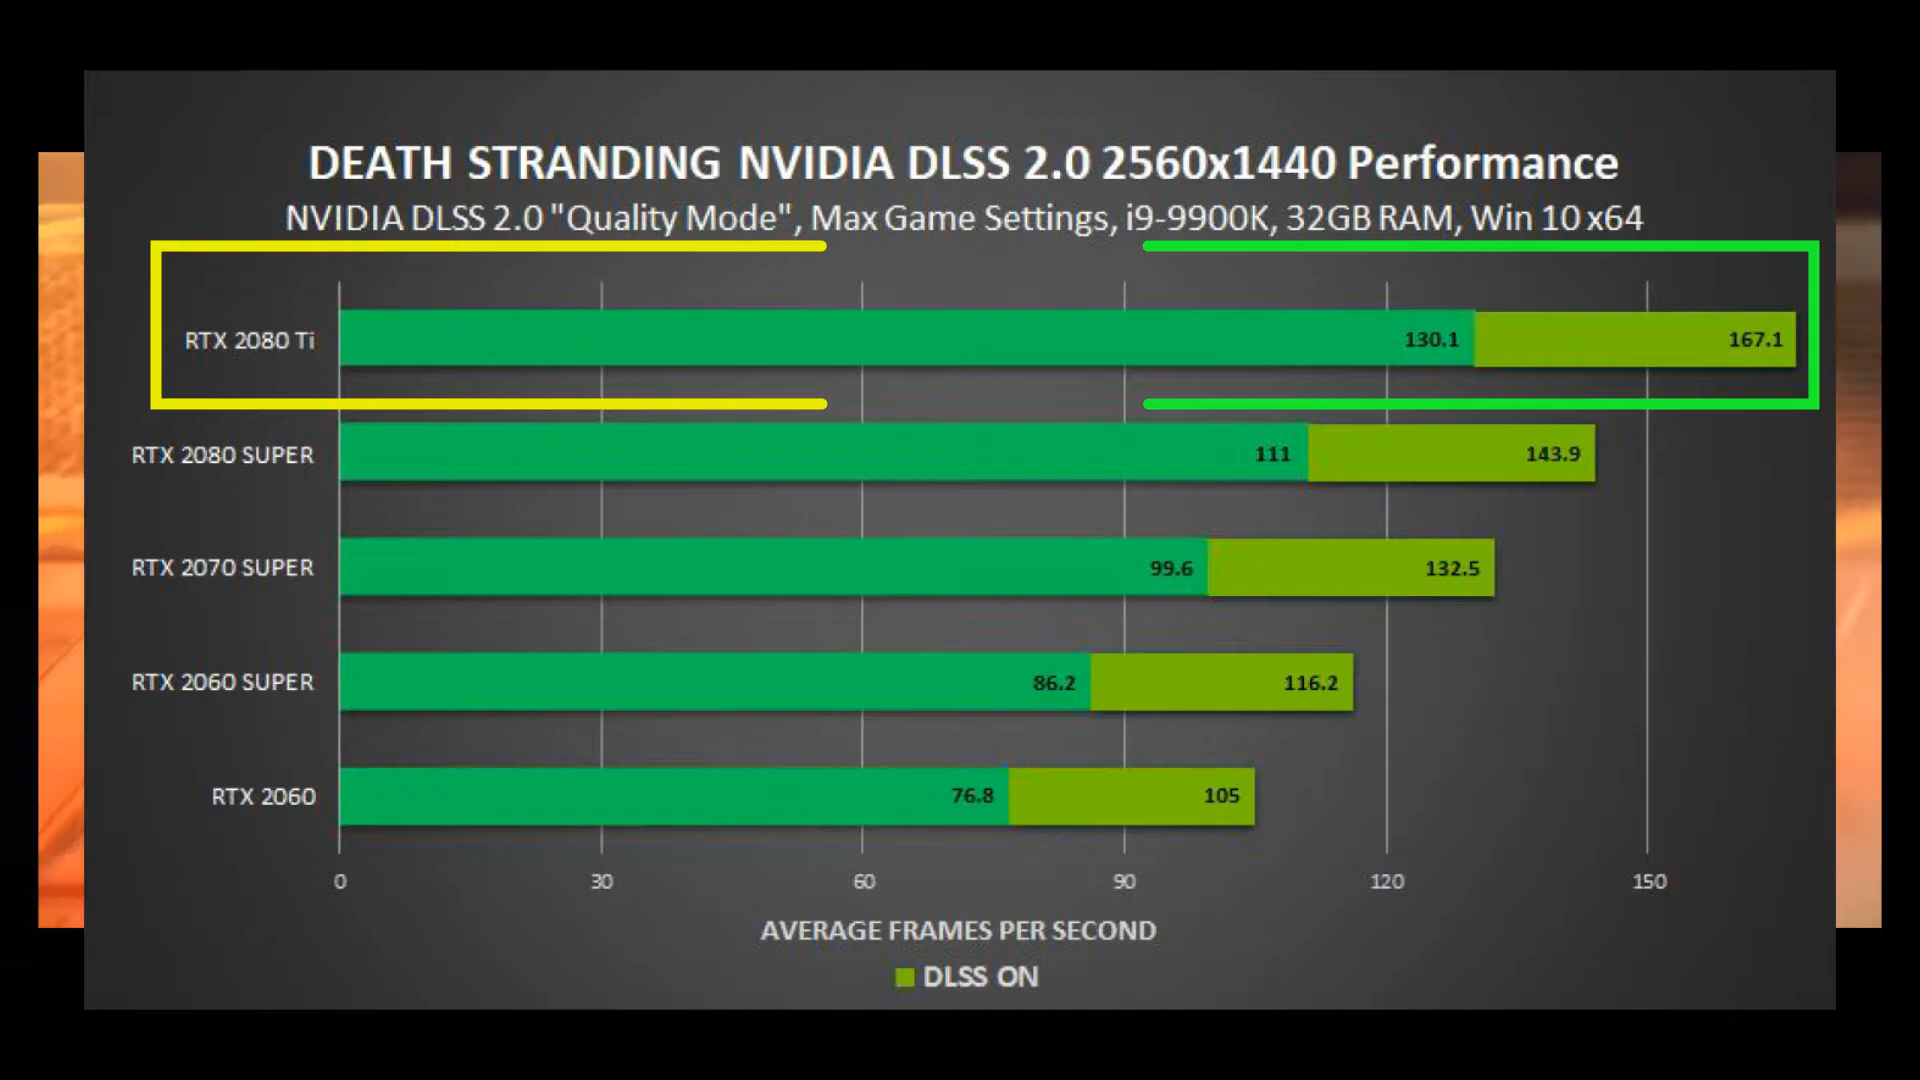 DEATH STRANDING NVIDIA DLSS 2.0 2560x1440 Performance
NVIDIA DLSS 2.0 "Quality Mode", Max Game Settings, i9-9900K, 32GB RAM, Win 10 x64
RTX 2080 Ti 130.1 167.1
RTX 2080 SUPER 111 143.9
RTX 2070 SUPER 99.6 132.5
RTX 2060 SUPER 86.2 116.2
RTX 2060 76.8 105
0 30 60 90 120 150
AVERAGE FRAMES PER SECOND
DLSS ON